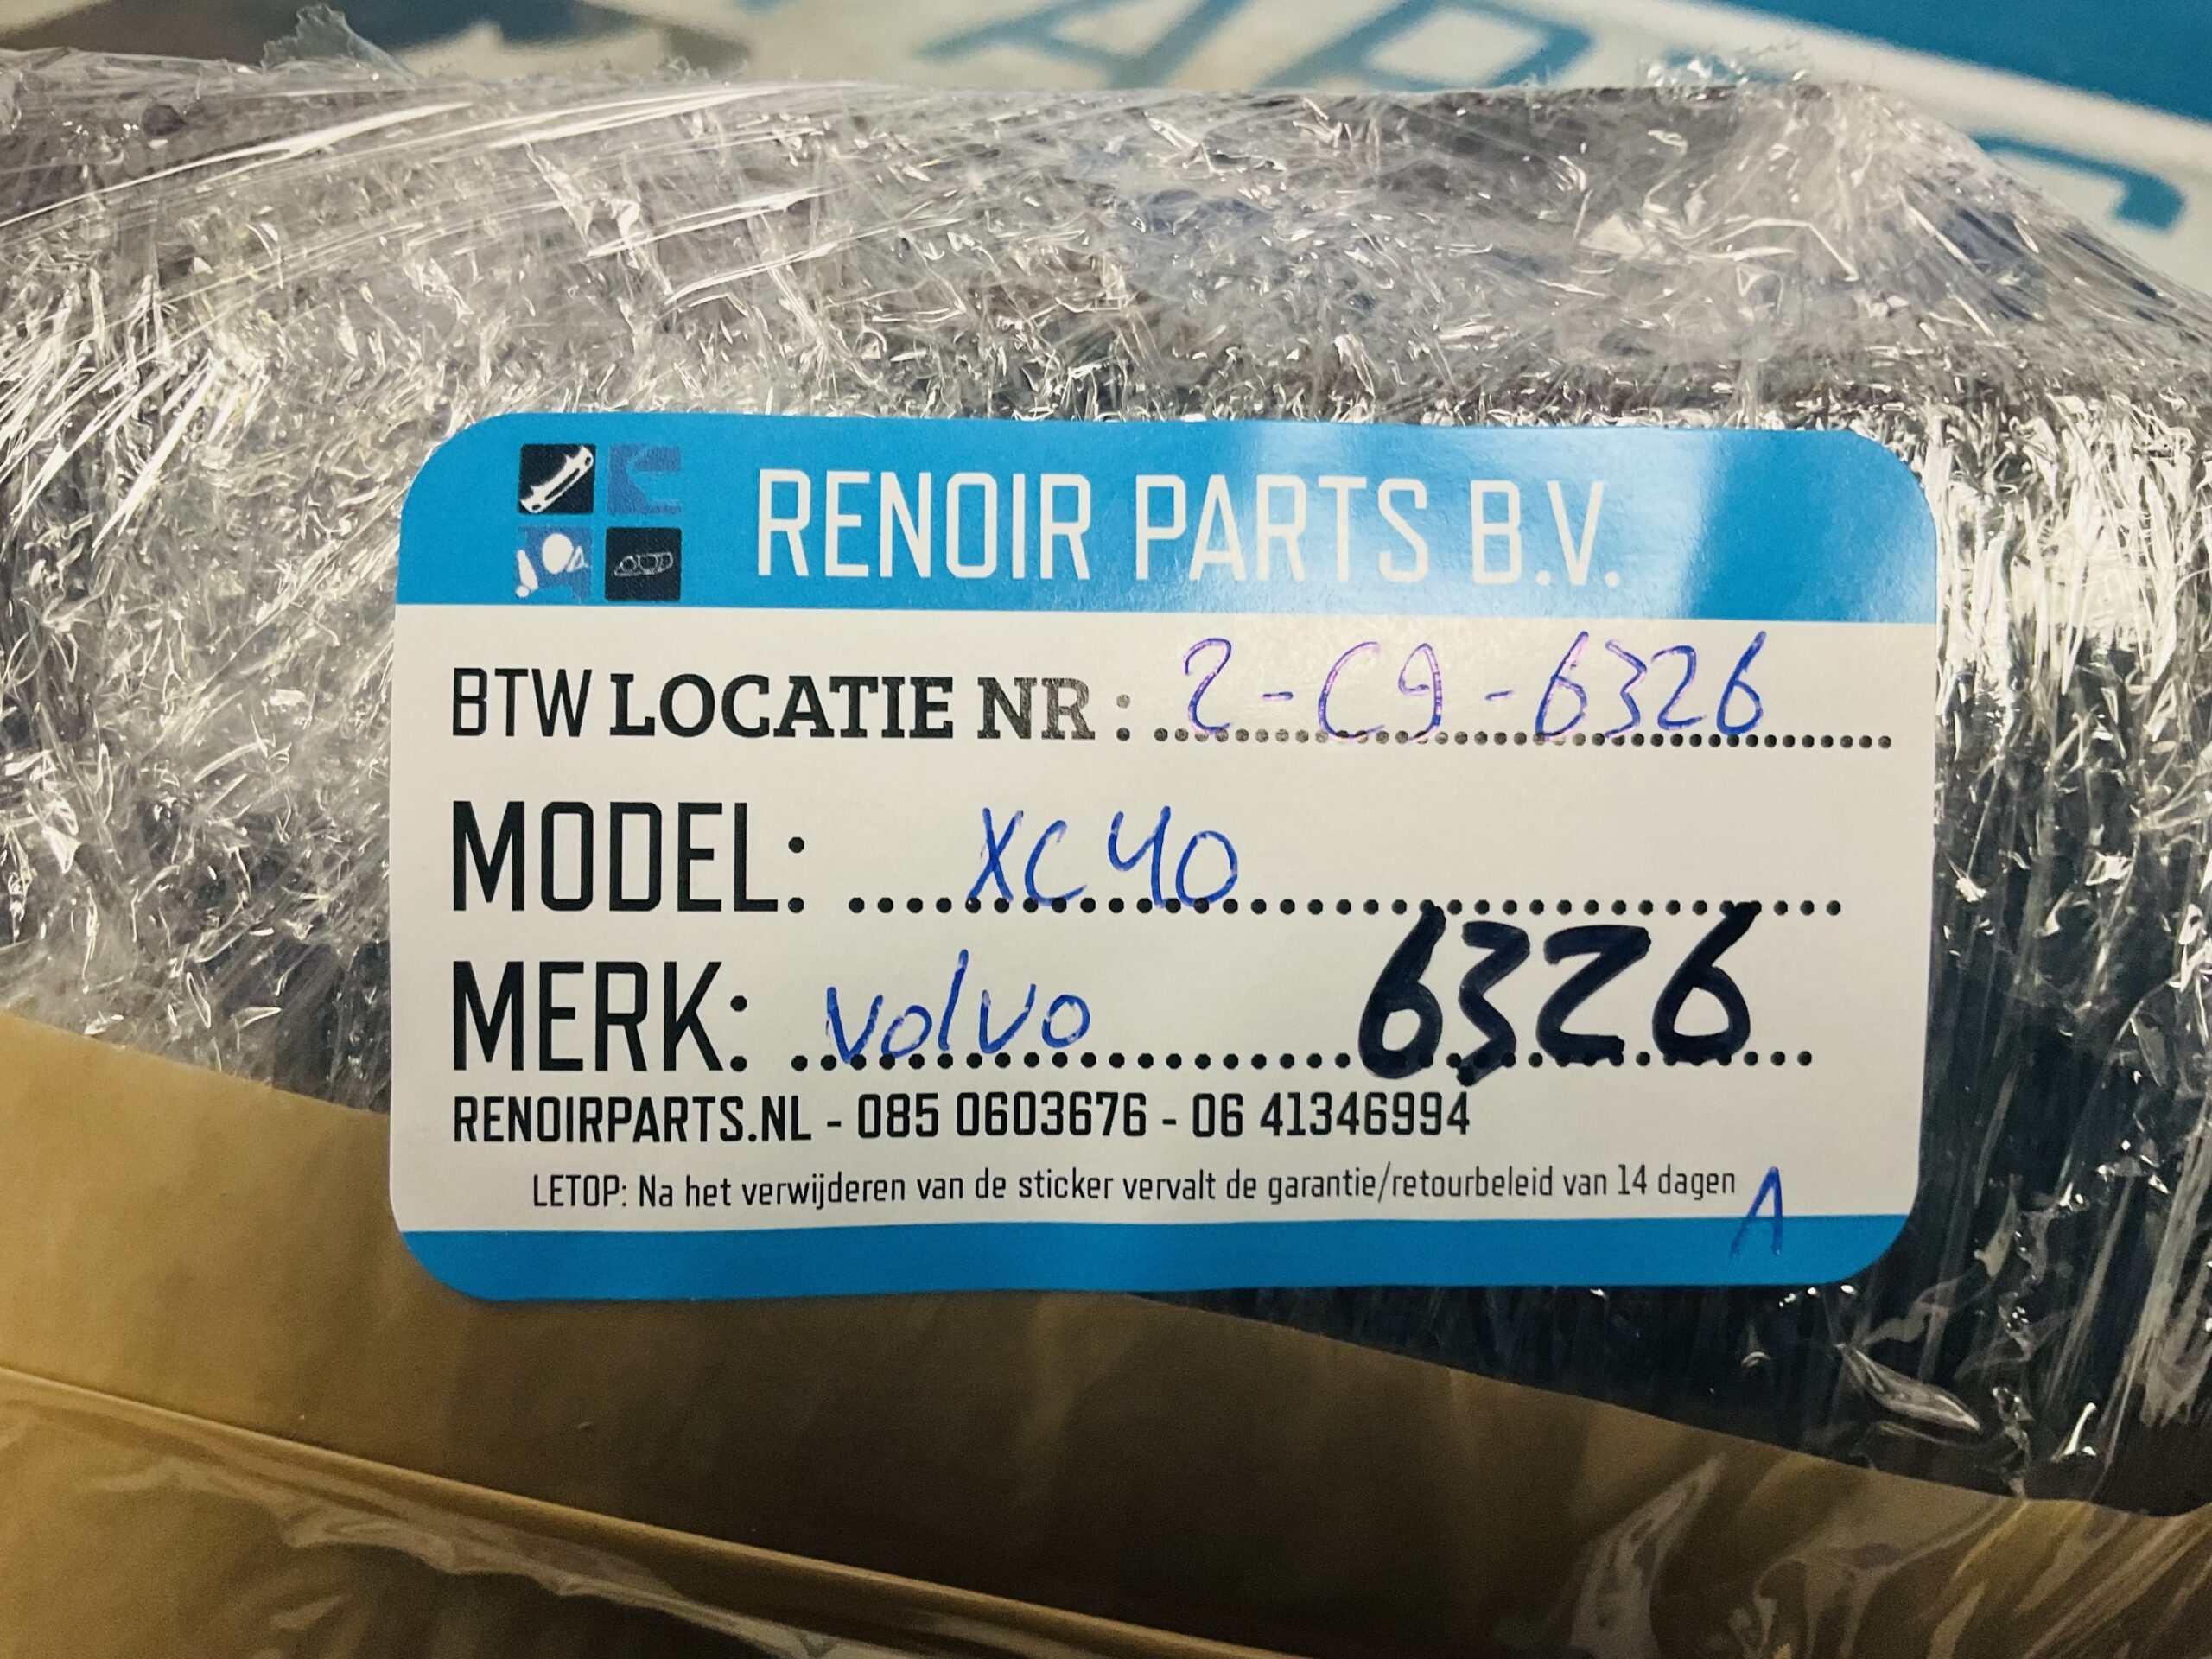 RENOIR PARTS B.V.
BTW LOCATIE NR : 2-C9-6326
MODEL: XC40
MERK: Volvo 6326
RENOIRPARTS.NL - 085 0603676 - 06 41346994
LETOP: Na het verwijderen van de sticker vervalt de garantie/retourbeleid van 14 dagen A